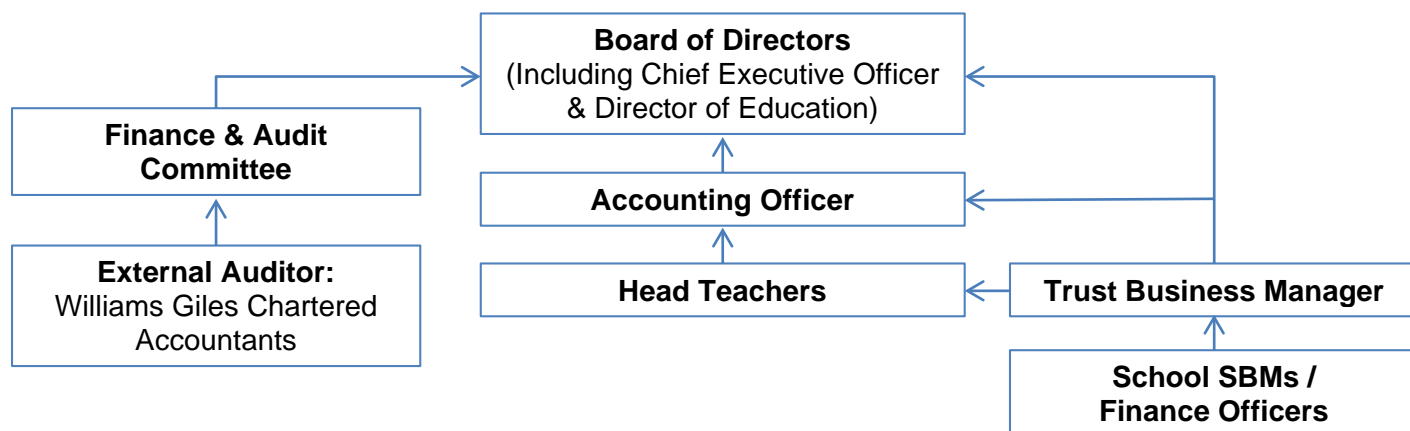 Board of Directors
(Including Chief Executive Officer
& Director of Education)
Finance & Audit
Committee
Accounting Officer
External Auditor:
Williams Giles Chartered
Accountants
Head Teachers
Trust Business Manager
School SBMs /
Finance Officers